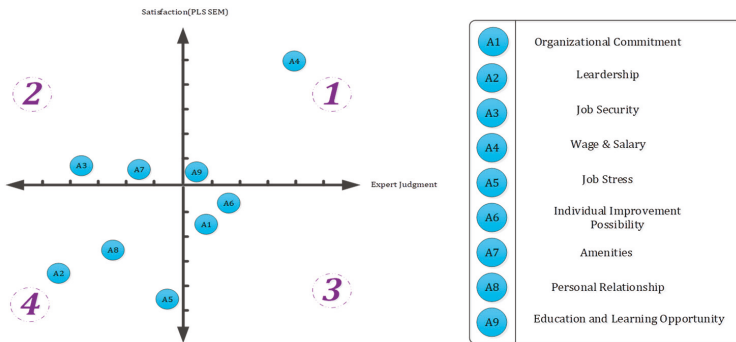 Satisfaction(PLS SEM)
A4
2
1
A3
A7
A9
Expert Judgment
A6
A1
A8
A2
A5
4
3
A1 Organizational Commitment
A2 Leardership
A3 Job Security
A4 Wage & Salary
A5 Job Stress
A6 Individual Improvement
Possibility
A7 Amenities
A8 Personal Relationship
A9 Education and Learning Opportunity